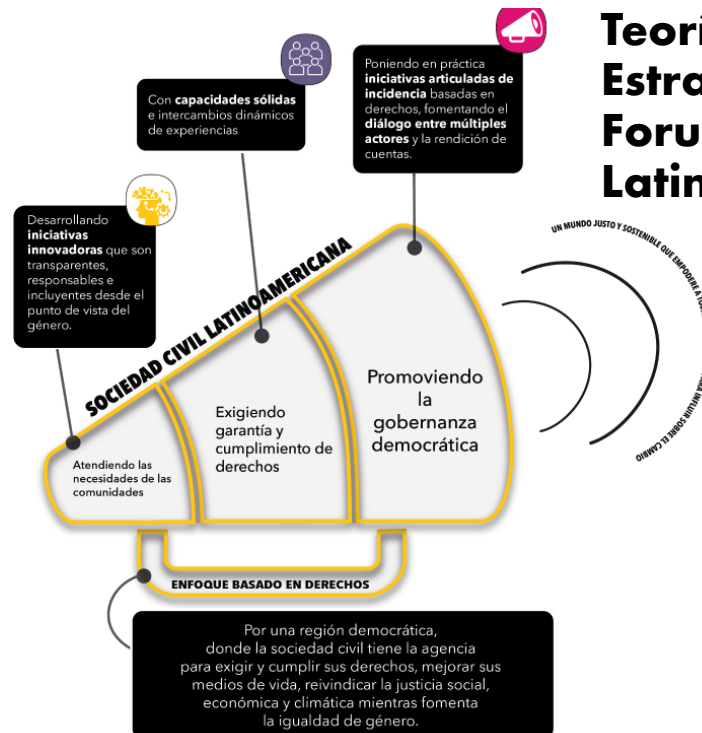 Teorí
Estra
Foru
Latin
Poniendo en práctica
iniciativas articuladas de
incidencia basadas en
derechos, fomentando el
diálogo entre múltiples
actores y la rendición de
cuentas.
Con capacidades sólidas
e intercambios dinámicos
de experiencias
Desarrollando
iniciativas
innovadoras que son
transparentes,
responsables e
incluyentes desde el
punto de vista del
género.
SOCIEDAD CIVIL LATINOAMERICANA
Atendiendo las
necesidades de las
comunidades
Exigiendo
garantía y
cumplimiento de
derechos
Promoviendo
la
gobernanza
democrática
UN MUNDO JUSTO Y SOSTENIBLE QUE EMPODERE A
INFLUIR SOBRE EL CAMBIO
ENFOQUE BASADO EN DERECHOS
Por una región democrática,
donde la sociedad civil tiene la agencia
para exigir y cumplir sus derechos, mejorar sus
medios de vida, reivindicar la justicia social,
económica y climática mientras fomenta
la igualdad de género.